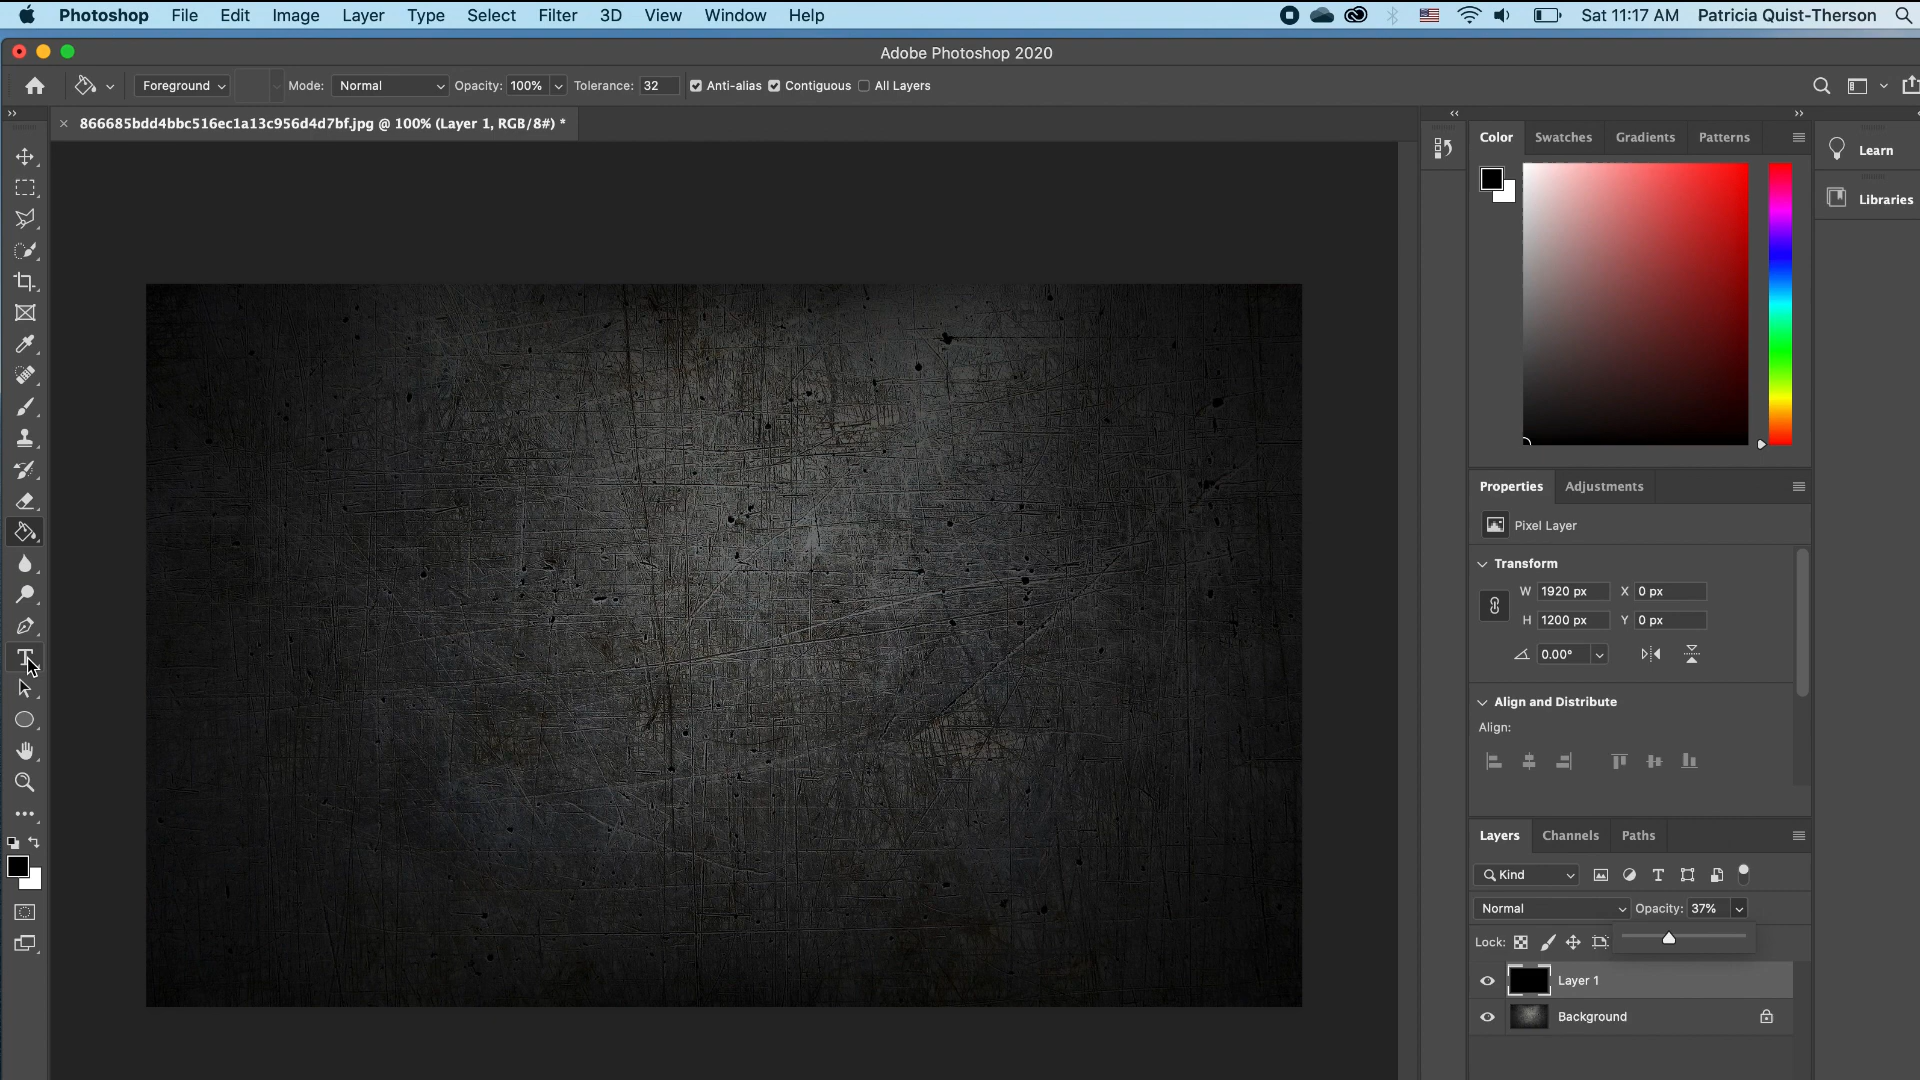 Photoshop File Edit Image Layer Type Select Filter 3D View Window Help Sat 11:17 AM Patricia Quist-Therson
Adobe Photoshop 2020
Foreground Mode: Normal Opacity: 100% Tolerance: 32 Anti-alias Contiguous All Layers
866685bdd4bbc516ec1a13c956d4d7bf.jpg @ 100% (Layer 1, RGB/8#) *
Color Swatches Gradients Patterns
Learn
Libraries
Properties Adjustments
Pixel Layer
Transform
W 1920 px X 0 px
H 1200 px Y 0 px
0.00°
Align and Distribute
Align:
Layers Channels Paths
Kind
Normal Opacity: 37%
Lock:
Layer 1
Background